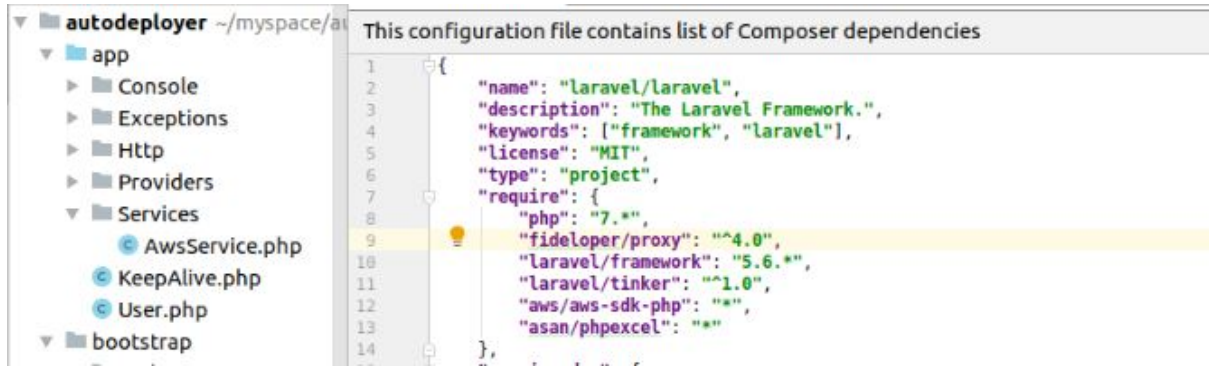 autodeployer ~/myspace/au
app
Console
Exceptions
Http
Providers
Services
AwsService.php
KeepAlive.php
User.php
bootstrap
This configuration file contains list of Composer dependencies
1 {
2 "name": "laravel/laravel",
3 "description": "The Laravel Framework.",
4 "keywords": ["framework", "laravel"],
5 "license": "MIT",
6 "type": "project",
7 "require": {
8 "php": "7.*",
9 "fideloper/proxy": "^4.0",
10 "laravel/framework": "5.6.*",
11 "laravel/tinker": "^1.0",
12 "aws/aws-sdk-php": "*",
13 "asan/phpexcel": "*"
14 },